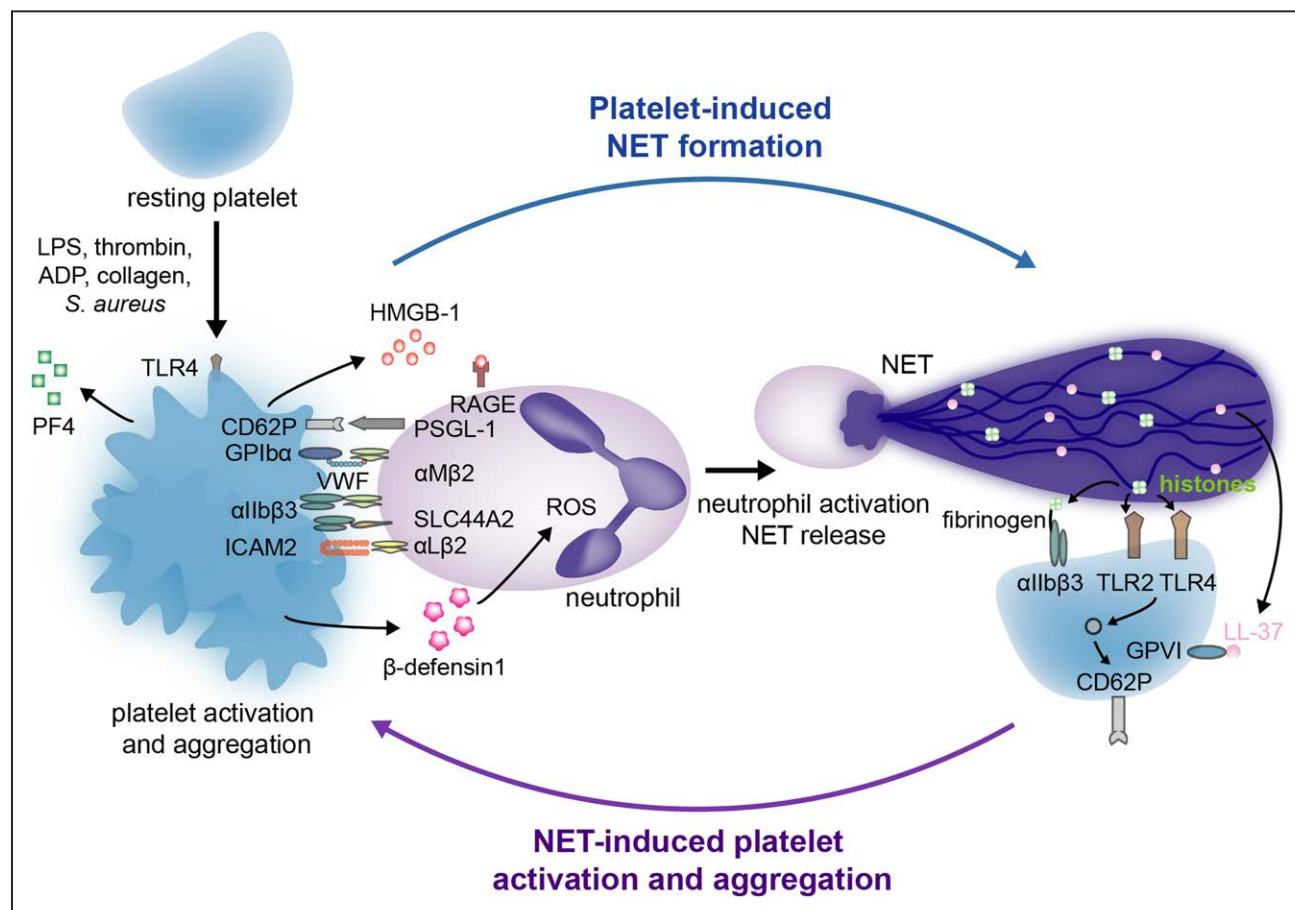 Platelet-induced
NET formation
resting platelet
LPS, thrombin,
ADP, collagen,
S. aureus
HMGB-1
TLR4
PF4
RAGE
CD62P
PSGL-1
GPIbα
VWF
αMβ2
αIIbβ3
SLC44A2
ICAM2
αLβ2
ROS
neutrophil
β-defensin1
platelet activation
and aggregation
neutrophil activation
NET release
NET
histones
fibrinogen
αIIbβ3
TLR2
TLR4
LL-37
GPVI
CD62P
NET-induced platelet
activation and aggregation